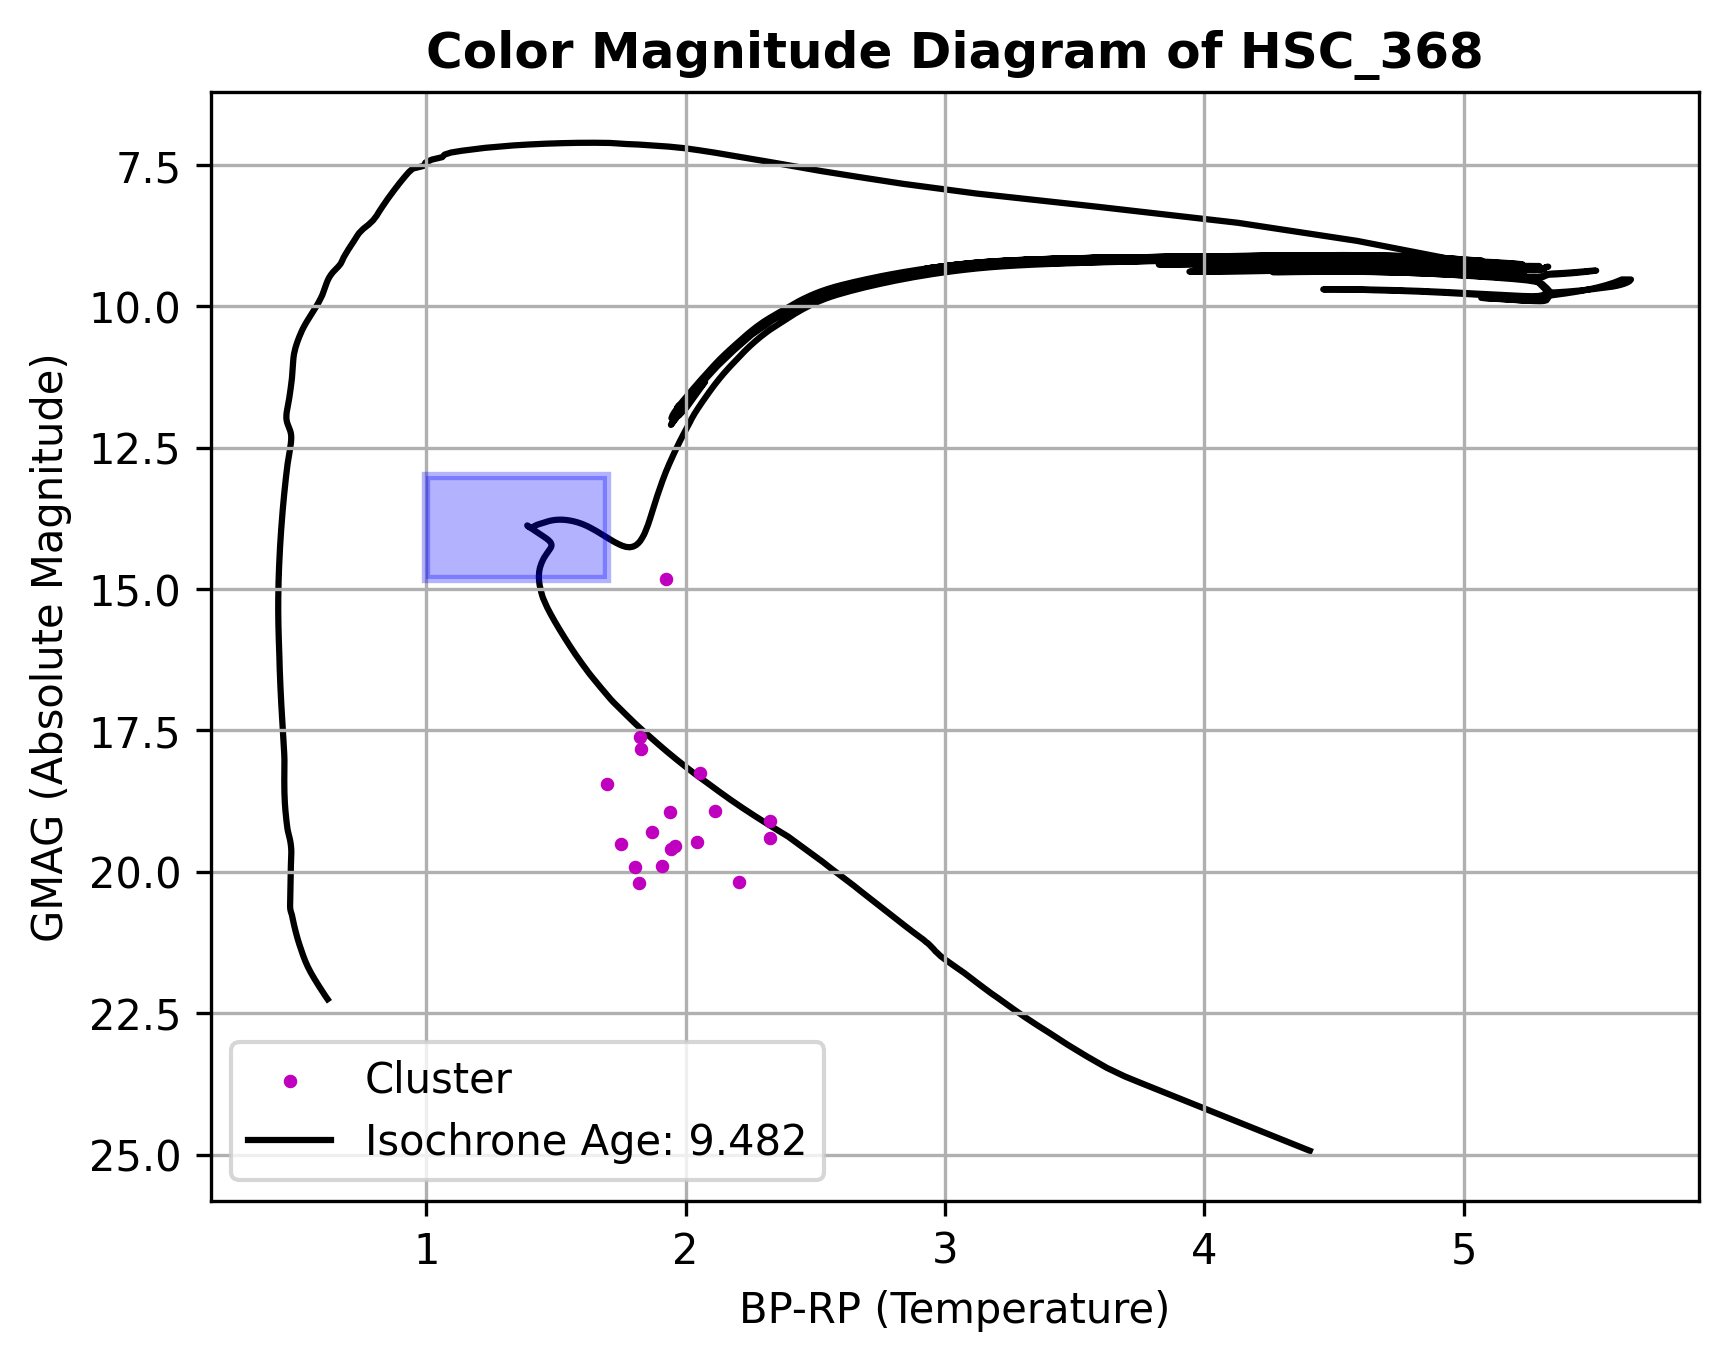 Color Magnitude Diagram of HSC_368
GMAG (Absolute Magnitude)
7.5
10.0
12.5
15.0
17.5
20.0
22.5
25.0
Cluster
Isochrone Age: 9.482
1 2 3 4 5
BP-RP (Temperature)